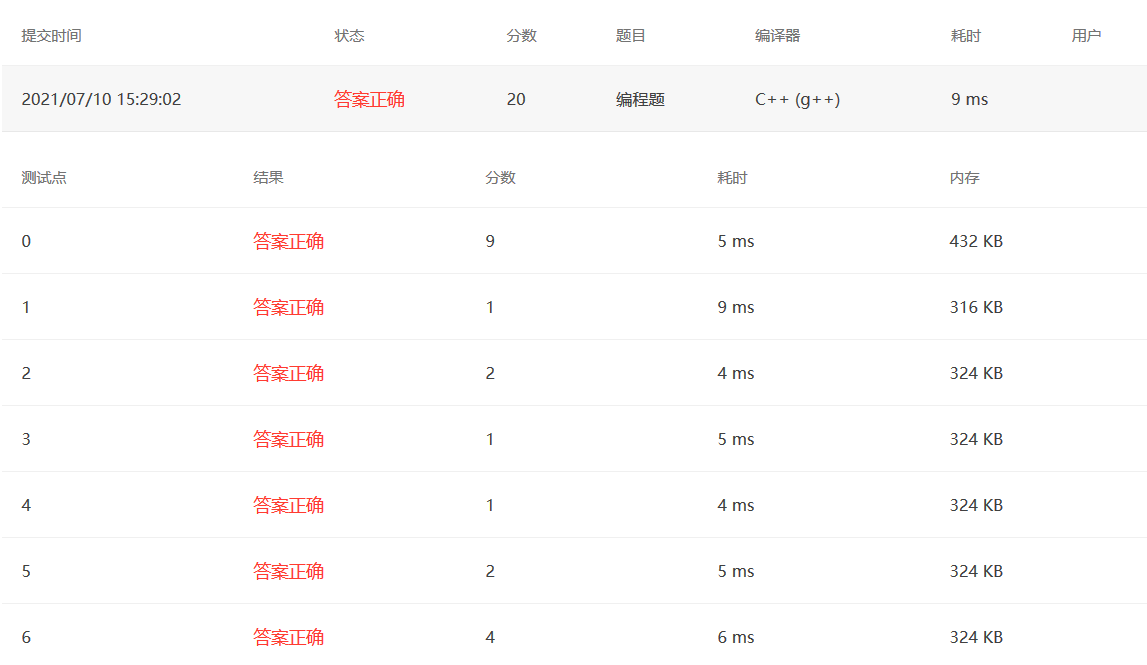 提交时间 状态 分数 题目 编译器 耗时 用户
2021/07/10 15:29:02 答案正确 20 编程题 C++ (g++) 9 ms
测试点 结果 分数 耗时 内存
0 答案正确 9 5 ms 432 KB
1 答案正确 1 9 ms 316 KB
2 答案正确 2 4 ms 324 KB
3 答案正确 1 5 ms 324 KB
4 答案正确 1 4 ms 324 KB
5 答案正确 2 5 ms 324 KB
6 答案正确 4 6 ms 324 KB